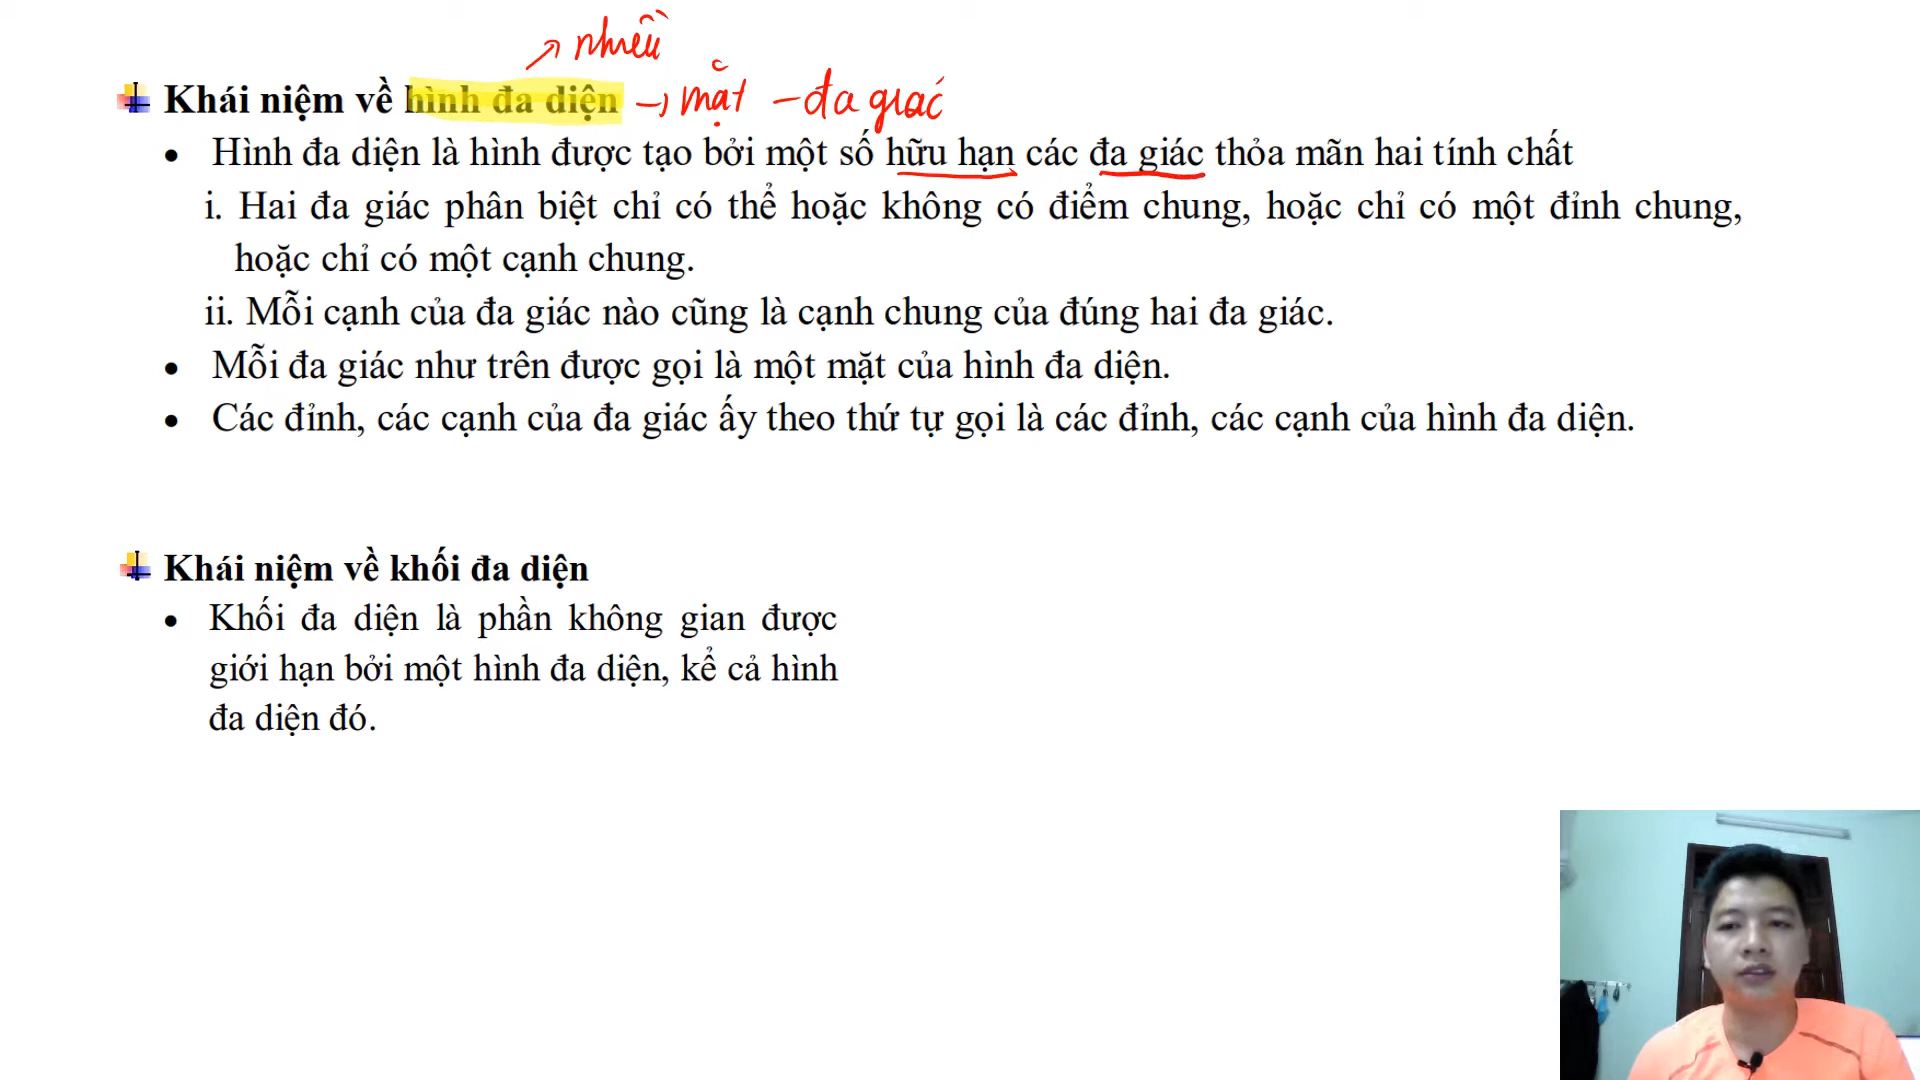 nhiều
Khái niệm về hình đa diện → mặt – đa giác
• Hình đa diện là hình được tạo bởi một số hữu hạn các đa giác thỏa mãn hai tính chất
i. Hai đa giác phân biệt chỉ có thể hoặc không có điểm chung, hoặc chỉ có một đỉnh chung,
hoặc chỉ có một cạnh chung.
ii. Mỗi cạnh của đa giác nào cũng là cạnh chung của đúng hai đa giác.
• Mỗi đa giác như trên được gọi là một mặt của hình đa diện.
• Các đỉnh, các cạnh của đa giác ấy theo thứ tự gọi là các đỉnh, các cạnh của hình đa diện.
Khái niệm về khối đa diện
• Khối đa diện là phần không gian được
giới hạn bởi một hình đa diện, kể cả hình
đa diện đó.